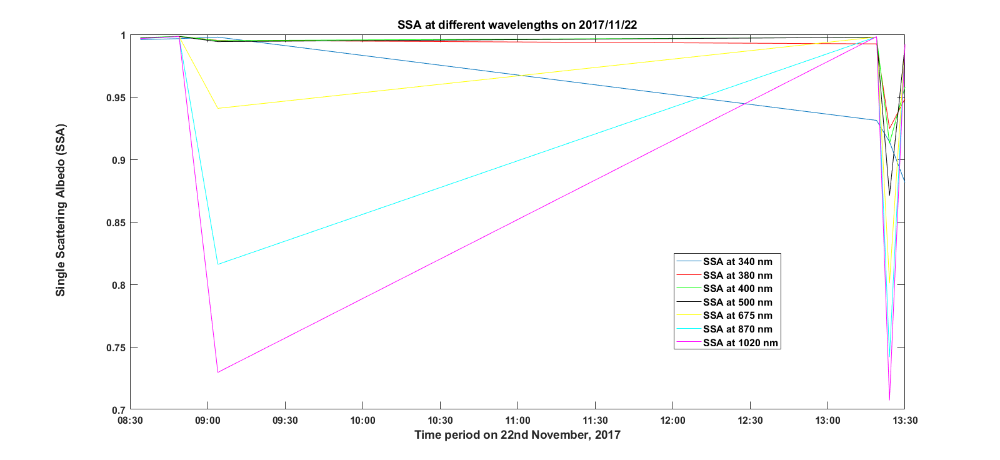 SSA at different wavelengths on 2017/11/22
1
0.95
0.9
0.85
0.8
0.75
0.7
Single Scattering Albedo (SSA)
SSA at 340 nm
SSA at 380 nm
SSA at 400 nm
SSA at 500 nm
SSA at 675 nm
SSA at 870 nm
SSA at 1020 nm
08:30 09:00 09:30 10:00 10:30 11:00 11:30 12:00 12:30 13:00 13:30
Time period on 22nd November, 2017